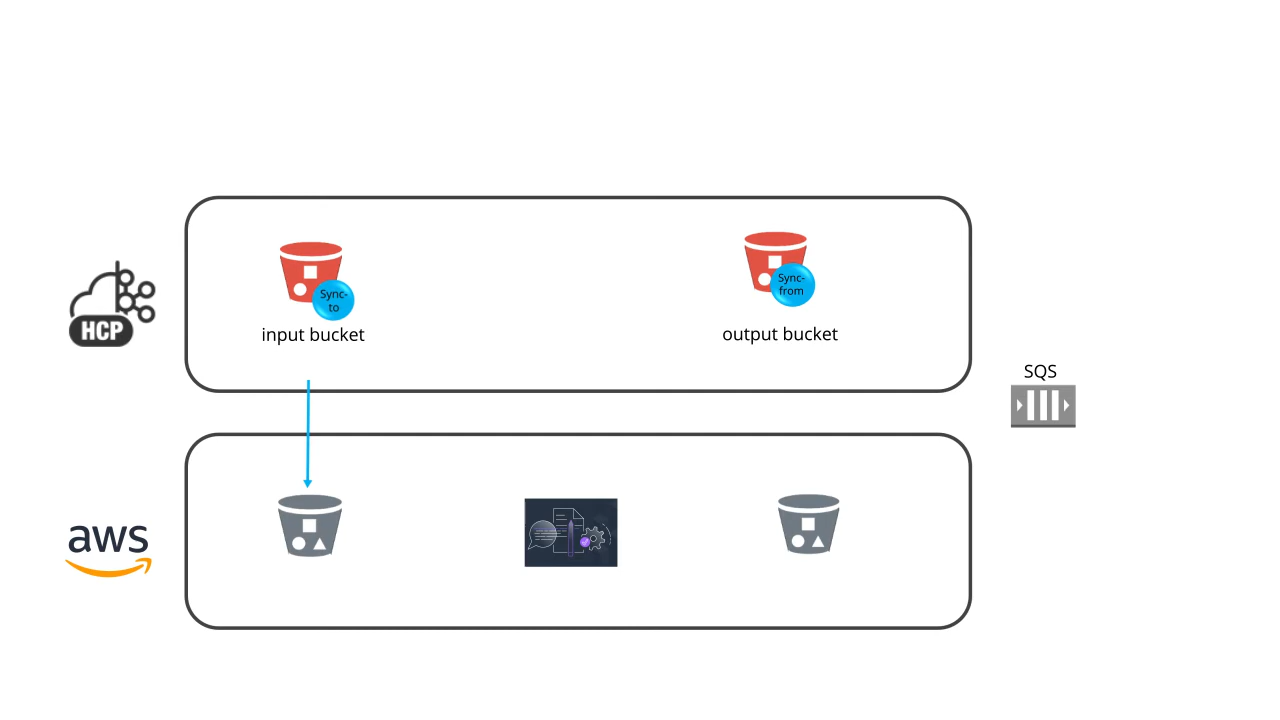 Sync-
to
input bucket
Sync-
from
output bucket
HCP
SQS
aws